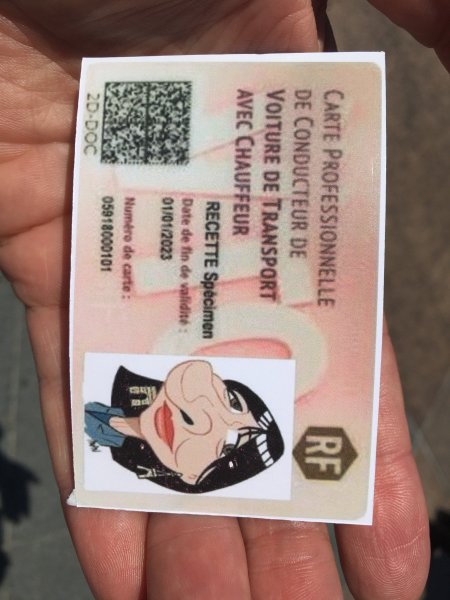 CARTE PROFESSIONNELLE
DE CONDUCTEUR DE
VOITURE DE TRANSPORT
AVEC CHAUFFEUR
RF
2D-DOC
RECETTE Spécimen
Date de fin de validité :
01/01/2023
Numéro de carte :
05918000101